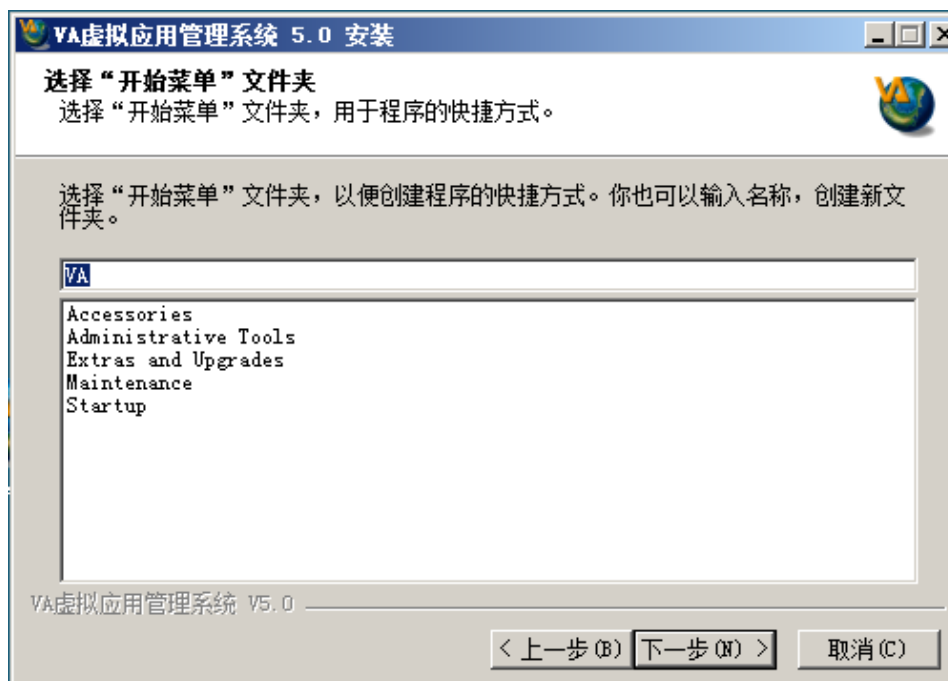 VA虚拟应用管理系统 5.0 安装
选择“开始菜单”文件夹
选择“开始菜单”文件夹，用于程序的快捷方式。
VA
选择“开始菜单”文件夹，以便创建程序的快捷方式。你也可以输入名称，创建新文
件夹。
VA
Accessories
Administrative Tools
Extras and Upgrades
Maintenance
Startup
VA虚拟应用管理系统 V5.0
< 上一步(B)
下一步(N) >
取消(C)